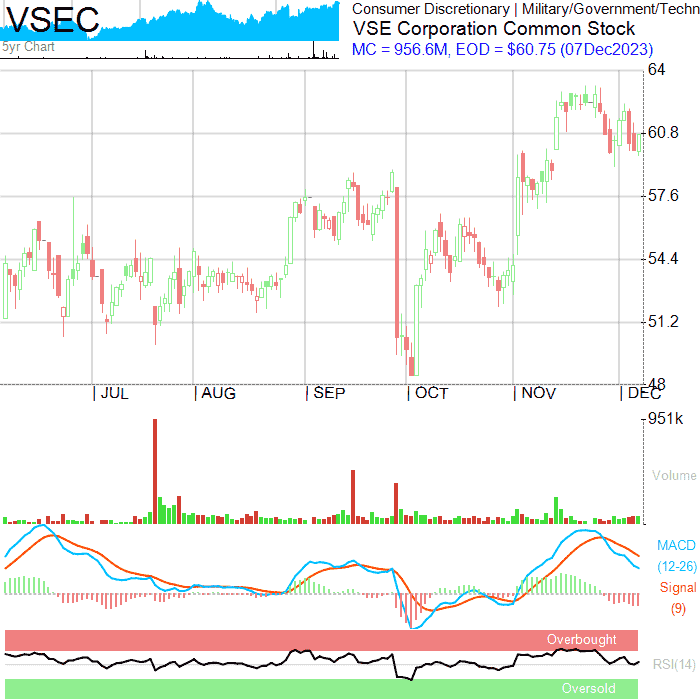 VSEC
5yr Chart
Consumer Discretionary | Military/Government/Techn
VSE Corporation Common Stock
MC = 956.6M, EOD = $60.75 (07Dec2023)
64
60.8
57.6
54.4
51.2
48
| JUL | AUG | SEP | OCT | NOV | DEC
951k
Volume
MACD
(12-26)
Signal
(9)
Overbought
RSI(14)
Oversold